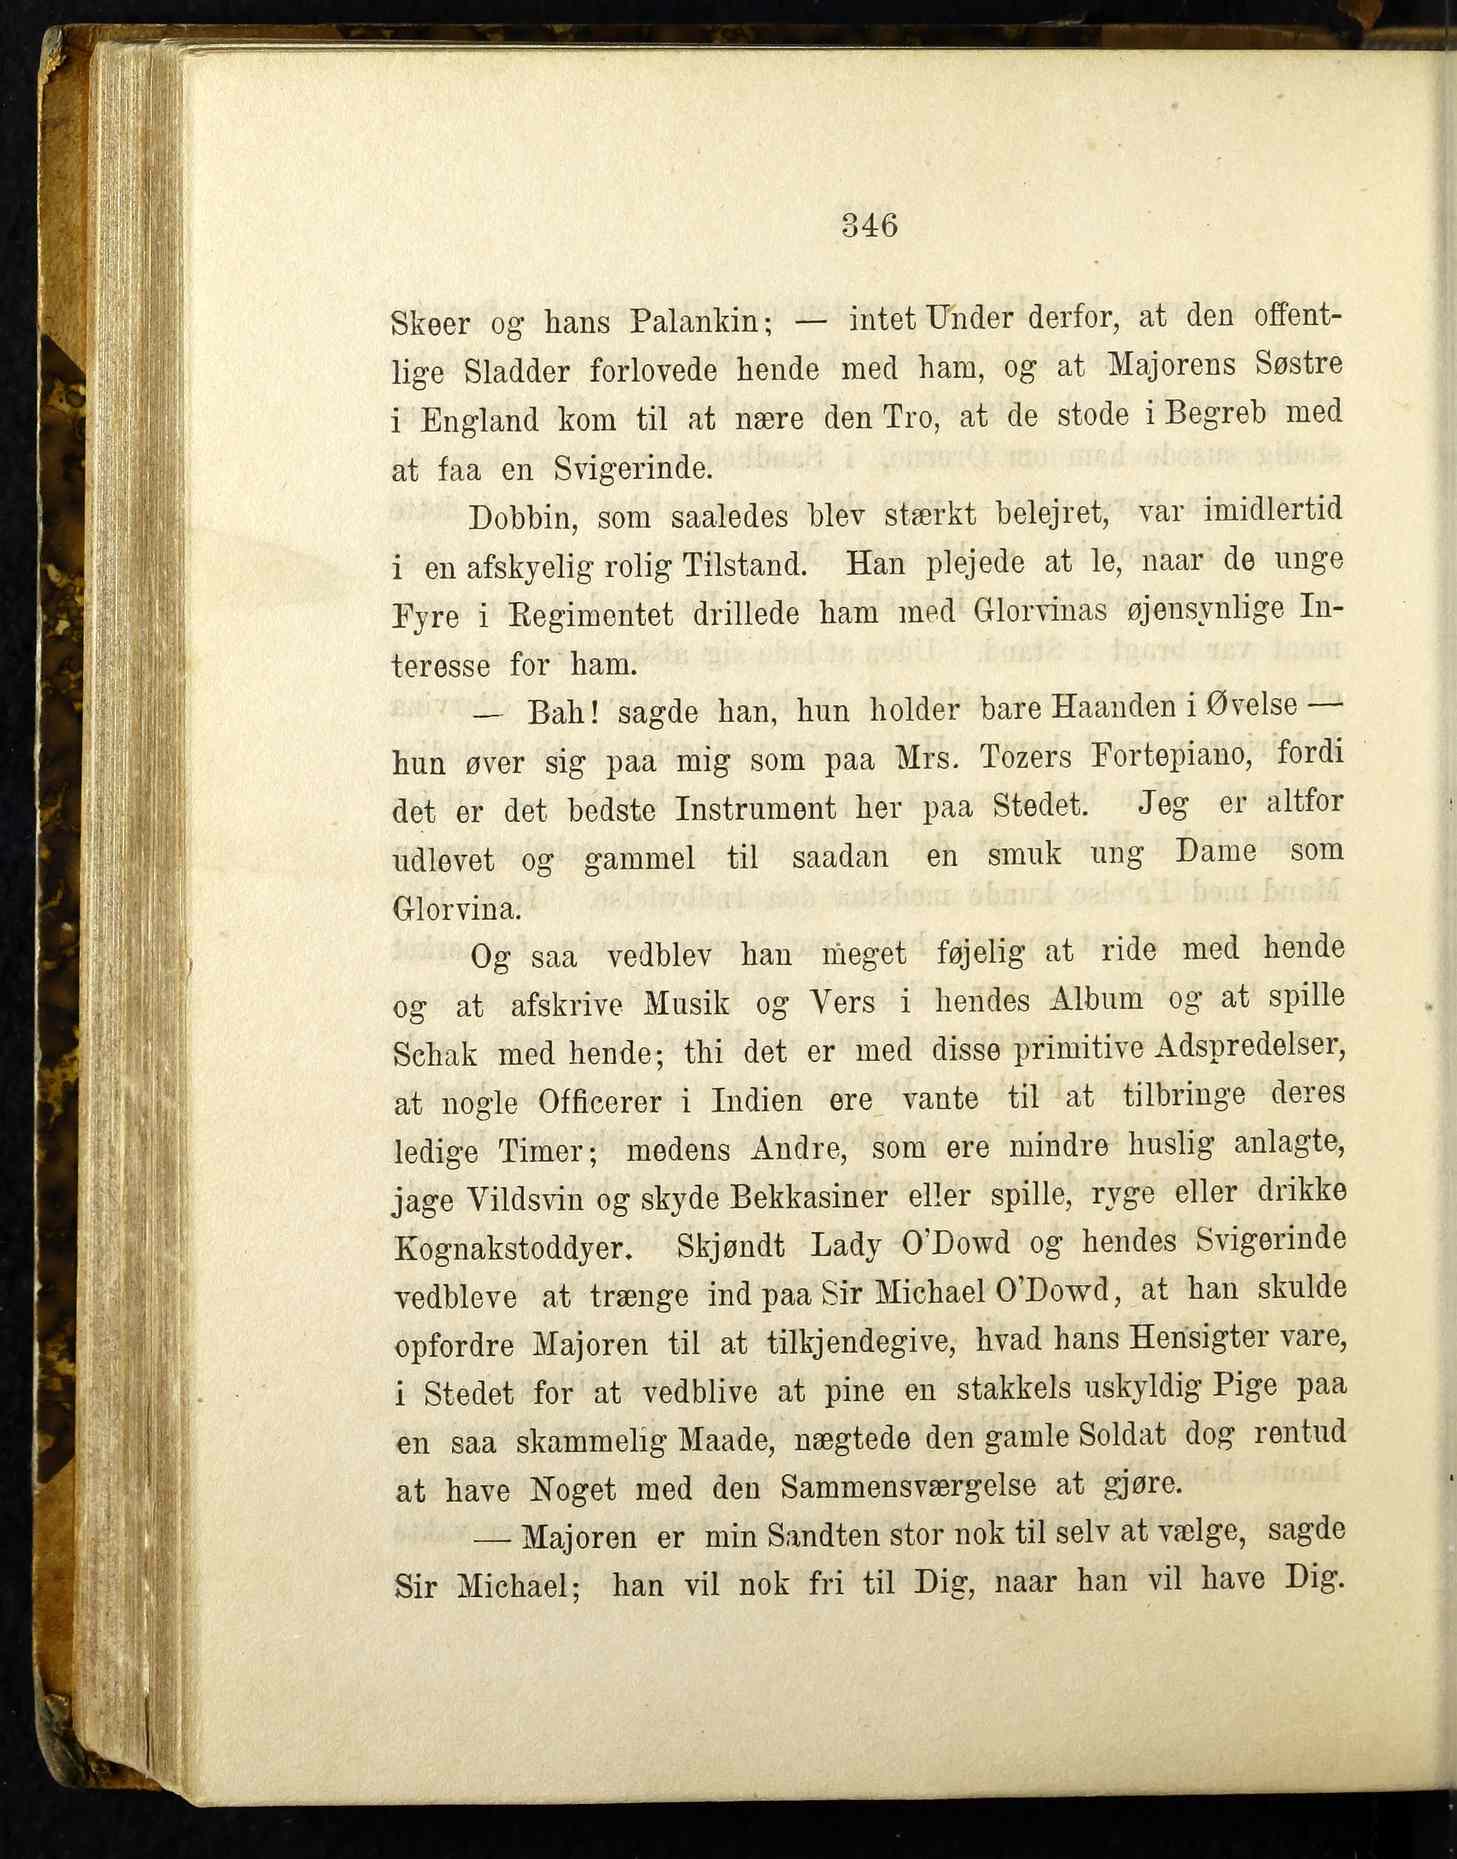 346
Skeer og hans Palankin; — intet Under derfor, at den offent-
lige Sladder forlovede hende med ham, og at Majorens Søstre
i England kom til at nære den Tro, at de stode i Begreb med
at faa en Svigerinde.
Dobbin, som saaledes blev stærkt belejret, var imidlertid
i en afskyelig rolig Tilstand. Han plejede at le, naar de unge
Fyre i Regimentet drillede ham med Glorvinas øjensynlige In-
teresse for ham.
— Bah! sagde han, hun holder bare Haanden i Øvelse —
hun øver sig paa mig som paa Mrs. Tozers Fortepiano, fordi
det er det bedste Instrument her paa Stedet. Jeg er altfor
udlevet og gammel til saadan en smuk ung Dame som
Glorvina.
Og saa vedblev han meget føjelig at ride med hende
og at afskrive Musik og Vers i hendes Album og at spille
Schak med hende; thi det er med disse primitive Adspredelser,
at nogle Officerer i Indien ere vante til at tilbringe deres
ledige Timer; medens Andre, som ere mindre huslig anlagte,
jage Vildsvin og skyde Bekkasiner eller spille, ryge eller drikke
Kognakstoddyer. Skjøndt Lady O'Dowd og hendes Svigerinde
vedbleve at trænge ind paa Sir Michael O'Dowd, at han skulde
opfordre Majoren til at tilkjendegive, hvad hans Hensigter vare,
i Stedet for at vedblive at pine en stakkels uskyldig Pige paa
en saa skammelig Maade, nægtede den gamle Soldat dog rentud
at have Noget med den Sammensværgelse at gjøre.
— Majoren er min Sandten stor nok til selv at vælge, sagde
Sir Michael; han vil nok fri til Dig, naar han vil have Dig.